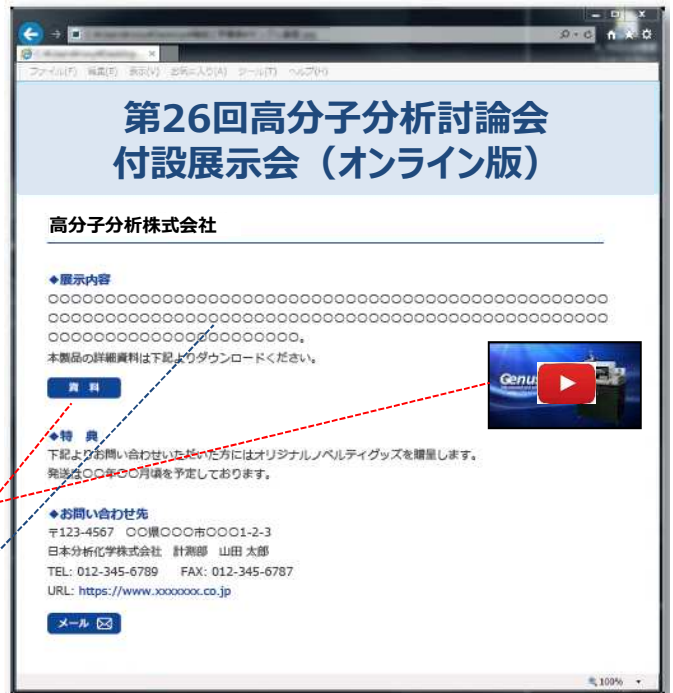 ファイル(F) 編集(E) 表示(V) お気に入り(A) ツール(T) ヘルプ(H)
第26回高分子分析討論会
付設展示会（オンライン版）
高分子分析株式会社
◆展示内容
○○○○○○○○○○○○○○○○○○○○○○○○○○○○○○○○○○○○○○○○○○○○○○○○○
○○○○○○○○○○○○○○○○○○○○○○○○○○○○○○○○○○○○○○○○○○○○○○○○○
○○○○○○○○○○○○○○○○○○○○○○。
本製品の詳細資料は下記よりダウンロードください。
資 料
Genus
◆特 典
下記よりお問い合わせいただいた方にはオリジナルノベルティグッズを贈呈します。
発送は○○年○○月頃を予定しております。
◆お問い合わせ先
〒123-4567 ○○県○○○市○○○1-2-3
日本分析化学株式会社 計測部 山田 太郎
TEL: 012-345-6789 FAX: 012-345-6787
URL: https://www.xxxxxxx.co.jp
メール
100%